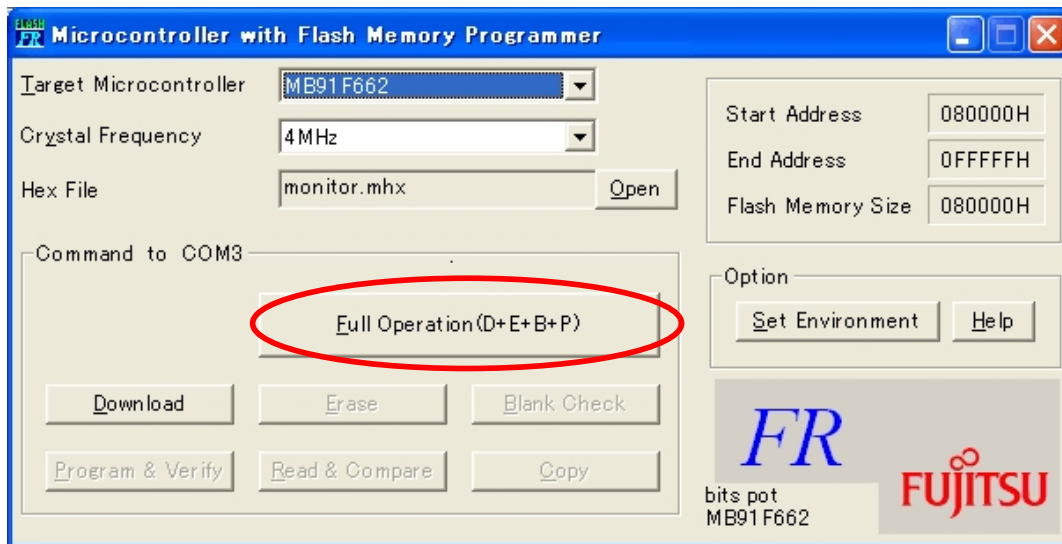 FLASH
FR
Microcontroller with Flash Memory Programmer
Target Microcontroller
MB91F662
Crystal Frequency
4MHz
Hex File
monitor.mhx
Open
Start Address
080000H
End Address
0FFFFFH
Flash Memory Size
080000H
Command to COM3
Full Operation(D+E+B+P)
Download
Erase
Blank Check
Program & Verify
Read & Compare
Copy
Option
Set Environment
Help
FR
FUJITSU
bits pot
MB91F662